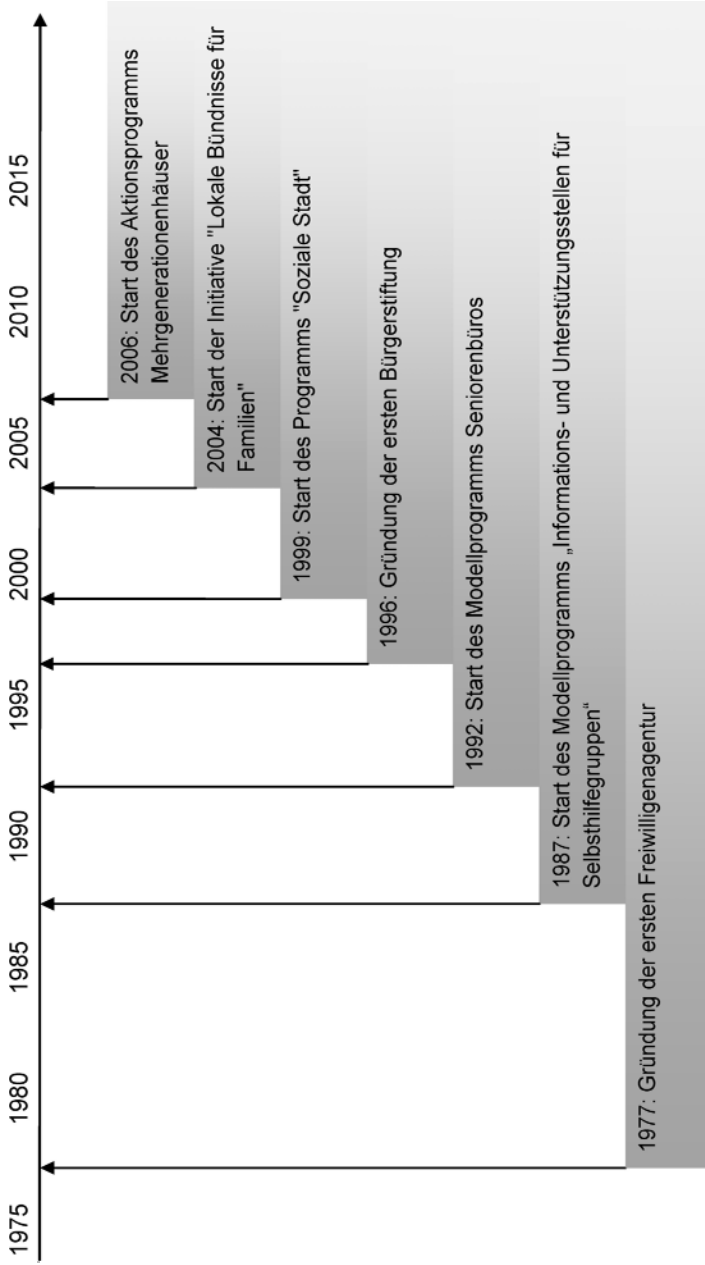 1975
1980
1985
1990
1995
2000
2005
2010
2015
2006: Start des Aktionsprogramms
Mehrgenerationenhäuser
2004: Start der Initiative "Lokale Bündnisse für
Familien"
1999: Start des Programms "Soziale Stadt"
1996: Gründung der ersten Bürgerstiftung
1992: Start des Modellprogramms Seniorenbüros
1987: Start des Modellprogramms „Informations- und Unterstützungsstellen für
Selbsthilfegruppen“
1977: Gründung der ersten Freiwilligenagentur